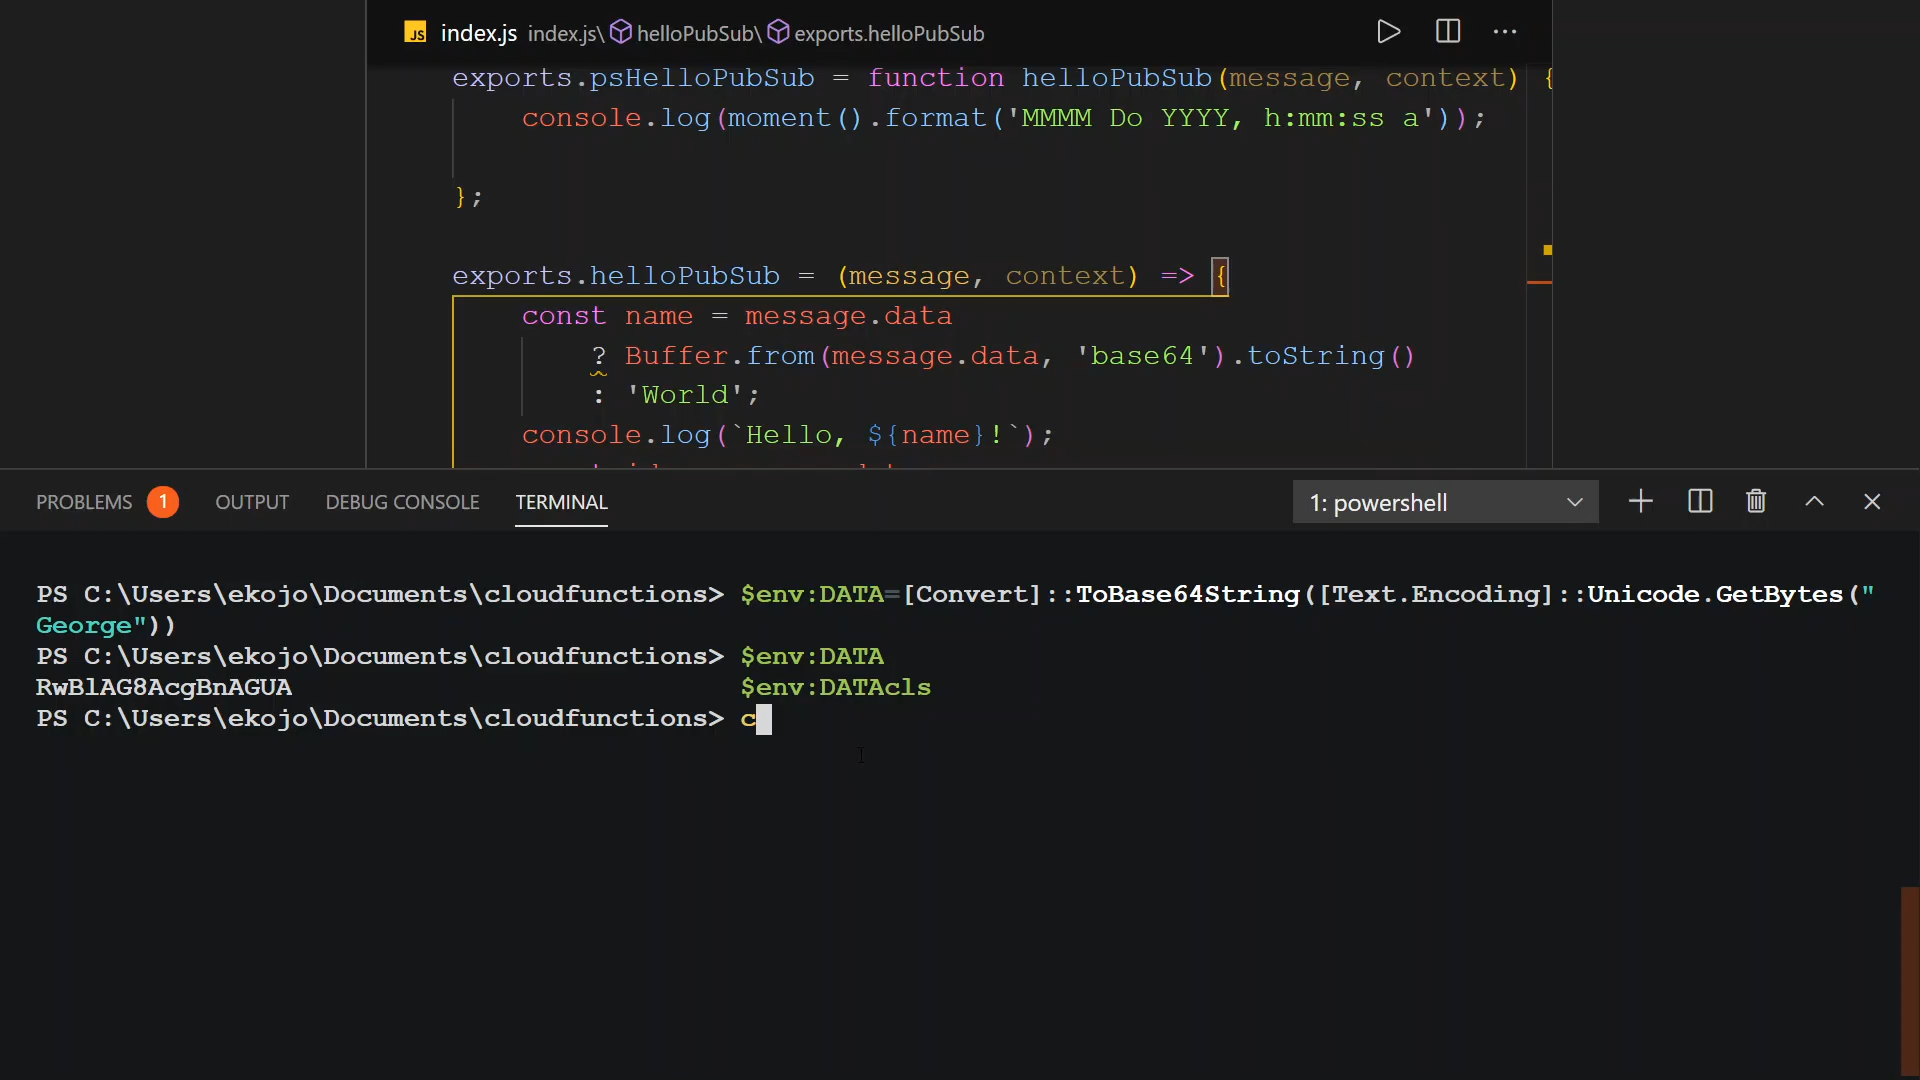 JS index.js index.js\helloPubSub\exports.helloPubSub
exports.psHelloPubSub = function helloPubSub(message, context) {
console.log(moment().format('MMMM Do YYYY, h:mm:ss a'));
};
exports.helloPubSub = (message, context) => {
const name = message.data
? Buffer.from(message.data, 'base64').toString()
: 'World';
console.log(`Hello, ${name}!`);
PROBLEMS 1 OUTPUT DEBUG CONSOLE TERMINAL 1: powershell
PS C:\Users\ekojo\Documents\cloudfunctions> $env:DATA=[Convert]::ToBase64String([Text.Encoding]::Unicode.GetBytes("
George"))
PS C:\Users\ekojo\Documents\cloudfunctions> $env:DATA
RwBlAG8AcgBnAGUA $env:DATAcls
PS C:\Users\ekojo\Documents\cloudfunctions> c